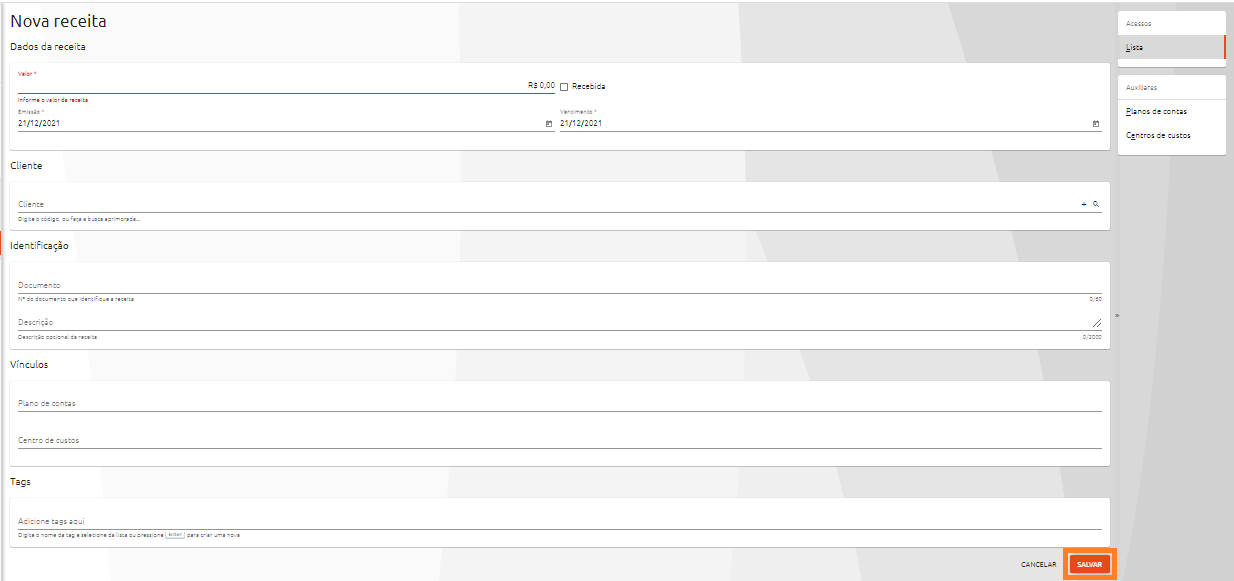 Nova receita
Dados da receita
Valor *
R$ 0,00
Recebida
Informe o valor da receita
Emissão *
21/12/2021
Vencimento *
21/12/2021
Cliente
Cliente
Digite o código, ou faça a busca aprimorada...
Identificação
Documento
Nº do documento que identifique a receita
0/60
Descrição
Descrição opcional da receita
0/2000
Vínculos
Plano de contas
Centro de custos
Tags
Adicione tags aqui
Digite o nome da tag e selecione da lista ou pressione Enter para criar uma nova
CANCELAR
SALVAR
Acessos
Lista
Auxiliares
Planos de contas
Centros de custos